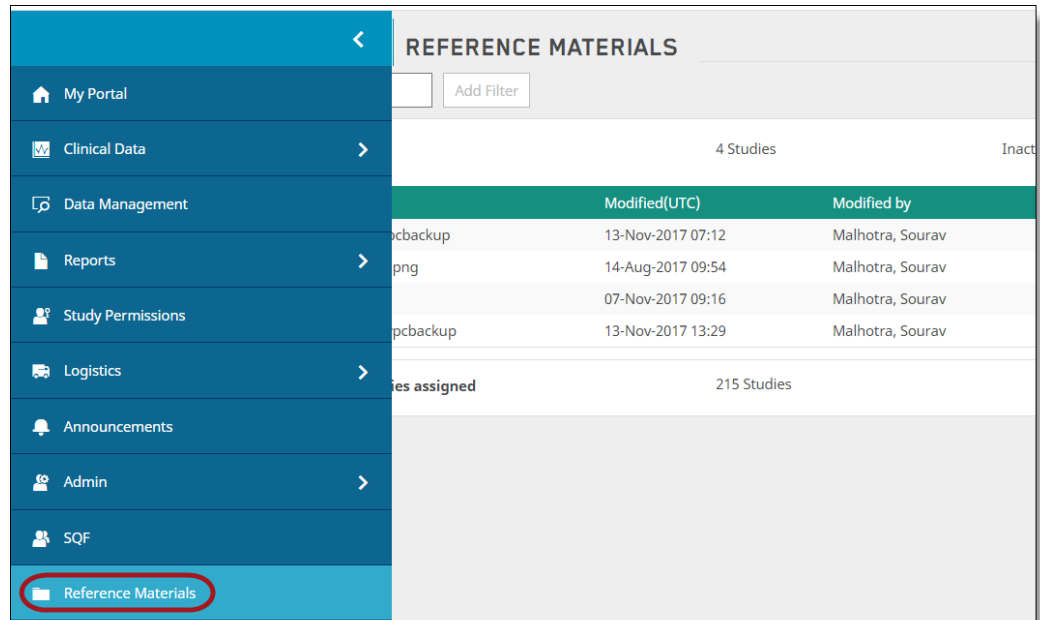 REFERENCE MATERIALS
My Portal
Add Filter
Clinical Data
4 Studies
Data Management
Modified(UTC)
Modified by
13-Nov-2017 07:12
Malhotra, Sourav
Reports
png
14-Aug-2017 09:54
Malhotra, Sourav
07-Nov-2017 09:16
Malhotra, Sourav
Study Permissions
pcbackup
13-Nov-2017 13:29
Malhotra, Sourav
Logistics
ies assigned
215 Studies
Announcements
Admin
SQF
Reference Materials